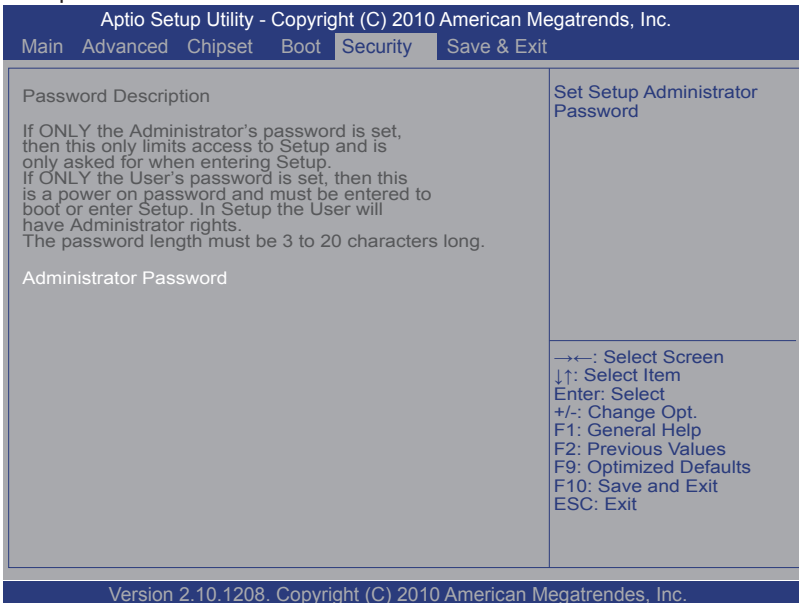 Aptio Setup Utility - Copyright (C) 2010 American Megatrends, Inc.
Main Advanced Chipset Boot Security Save & Exit
Password Description
If ONLY the Administrator's password is set,
then this only limits access to Setup and is
only asked for when entering Setup.
If ONLY the User's password is set, then this
is a power on password and must be entered to
boot or enter Setup. In Setup the User will
have Administrator rights.
The password length must be 3 to 20 characters long.
Administrator Password
Set Setup Administrator
Password
→←: Select Screen
↓↑: Select Item
Enter: Select
+/-: Change Opt.
F1: General Help
F2: Previous Values
F9: Optimized Defaults
F10: Save and Exit
ESC: Exit
Version 2.10.1208. Copyright (C) 2010 American Megatrendes, Inc.